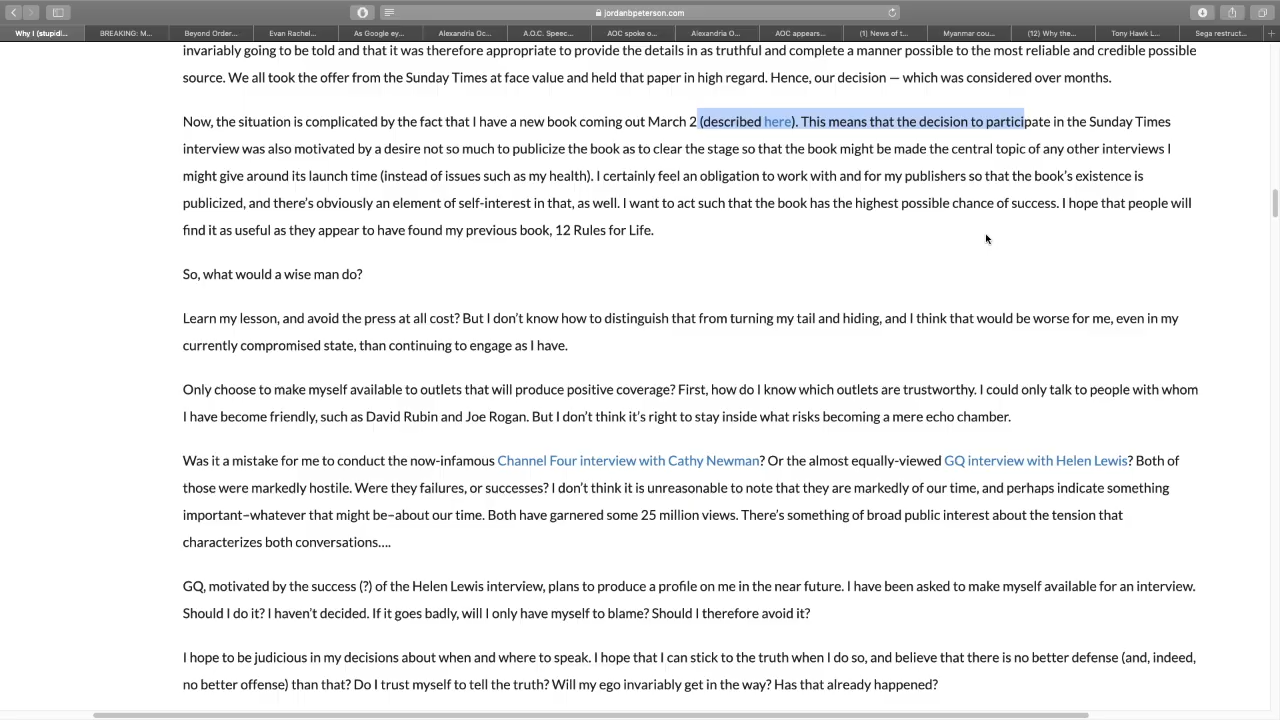 jordanbpeterson.com
Why I (stupidl...
BREAKING: M...
Beyond Order...
Evan Rachel...
As Google ey...
Alexandria Oc...
A.O.C. Speec...
AOC spoke o...
Alexandria O...
AOC appears...
(1) News of t...
Myanmar cou...
(12) Why the...
Tony Hawk L...
Sega restruct...
invariably going to be told and that it was therefore appropriate to provide the details in as truthful and complete a manner possible to the most reliable and credible possible
source. We all took the offer from the Sunday Times at face value and held that paper in high regard. Hence, our decision — which was considered over months.
Now, the situation is complicated by the fact that I have a new book coming out March 2 (described here). This means that the decision to participate in the Sunday Times
interview was also motivated by a desire not so much to publicize the book as to clear the stage so that the book might be made the central topic of any other interviews I
might give around its launch time (instead of issues such as my health). I certainly feel an obligation to work with and for my publishers so that the book's existence is
publicized, and there's obviously an element of self-interest in that, as well. I want to act such that the book has the highest possible chance of success. I hope that people will
find it as useful as they appear to have found my previous book, 12 Rules for Life.
So, what would a wise man do?
Learn my lesson, and avoid the press at all cost? But I don't know how to distinguish that from turning my tail and hiding, and I think that would be worse for me, even in my
currently compromised state, than continuing to engage as I have.
Only choose to make myself available to outlets that will produce positive coverage? First, how do I know which outlets are trustworthy. I could only talk to people with whom
I have become friendly, such as David Rubin and Joe Rogan. But I don't think it's right to stay inside what risks becoming a mere echo chamber.
Was it a mistake for me to conduct the now-infamous Channel Four interview with Cathy Newman? Or the almost equally-viewed GQ interview with Helen Lewis? Both of
those were markedly hostile. Were they failures, or successes? I don't think it is unreasonable to note that they are markedly of our time, and perhaps indicate something
important–whatever that might be–about our time. Both have garnered some 25 million views. There's something of broad public interest about the tension that
characterizes both conversations….
GQ, motivated by the success (?) of the Helen Lewis interview, plans to produce a profile on me in the near future. I have been asked to make myself available for an interview.
Should I do it? I haven't decided. If it goes badly, will I only have myself to blame? Should I therefore avoid it?
I hope to be judicious in my decisions about when and where to speak. I hope that I can stick to the truth when I do so, and believe that there is no better defense (and, indeed,
no better offense) than that? Do I trust myself to tell the truth? Will my ego invariably get in the way? Has that already happened?